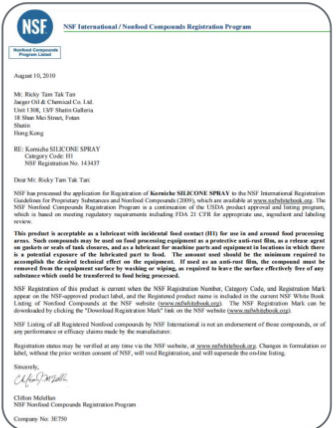 NSF
NSF International / Nonfood Compounds Registration Program
Nonfood Compounds
Program Listed
August 10, 2010
Mr. Ricky Tam Tak Tan
Jaeger Oil & Chemical Co. Ltd.
Unit 1308, 13/F Shatin Galleria
18 Shan Mei Street, Fotan
Shatin
Hong Kong
RE: Korniche SILICONE SPRAY
Category Code: H1
NSF Registration No. 143437
Dear Mr. Ricky Tam Tak Tan:
NSF has processed the application for Registration of Korniche SILICONE SPRAY to the NSF International Registration
Guidelines for Proprietary Substances and Nonfood Compounds (2009), which are available at www.nsfwhitebook.org. The
NSF Nonfood Compounds Registration Program is a continuation of the USDA product approval and listing program,
which is based on meeting regulatory requirements including FDA 21 CFR for appropriate use, ingredient and labeling
review.
This product is acceptable as a lubricant with incidental food contact (H1) for use in and around food processing
areas. Such compounds may be used on food processing equipment as a protective anti-rust film, as a release agent
on gaskets or seals of tank closures, and as a lubricant for machine parts and equipment in locations in which there
is a potential exposure of the lubricated part to food. The amount used should be the minimum required to
accomplish the desired technical effect on the equipment. If used as an anti-rust film, the compound must be
removed from the equipment surface by washing or wiping, as required to leave the surface effectively free of any
substance which could be transferred to food being processed.
NSF Registration of this product is current when the NSF Registration Number, Category Code, and Registration Mark
appear on the NSF-approved product label, and the Registered product name is included in the current NSF White Book
Listing of Nonfood Compounds at the NSF website (www.nsfwhitebook.org). The NSF Registration Mark can be
downloaded by clicking the "Download Registration Mark" link on the NSF website (www.nsfwhitebook.org).
NSF Listing of all Registered Nonfood compounds by NSF International is not an endorsement of those compounds, or of
any performance or efficacy claims made by the manufacturer.
Registration status may be verified at any time via the NSF website, at www.nsfwhitebook.org. Changes in formulation or
label, without the prior written consent of NSF, will void Registration, and will supersede the on-line listing.
Sincerely,
Clifton McLellan
NSF Nonfood Compounds Registration Program
Company No: 3E750